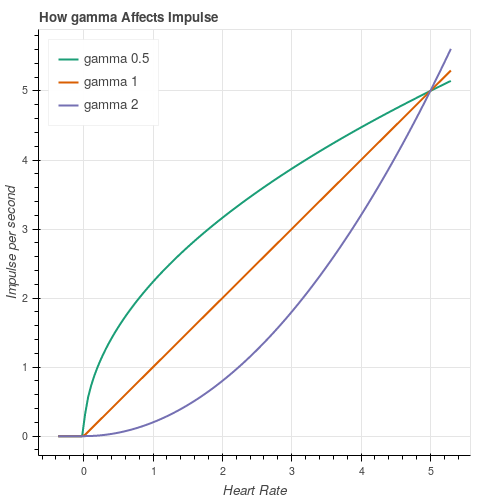 How gamma Affects Impulse
gamma 0.5
gamma 1
gamma 2
Impulse per second
5
4
3
2
1
0
0 1 2 3 4 5
Heart Rate